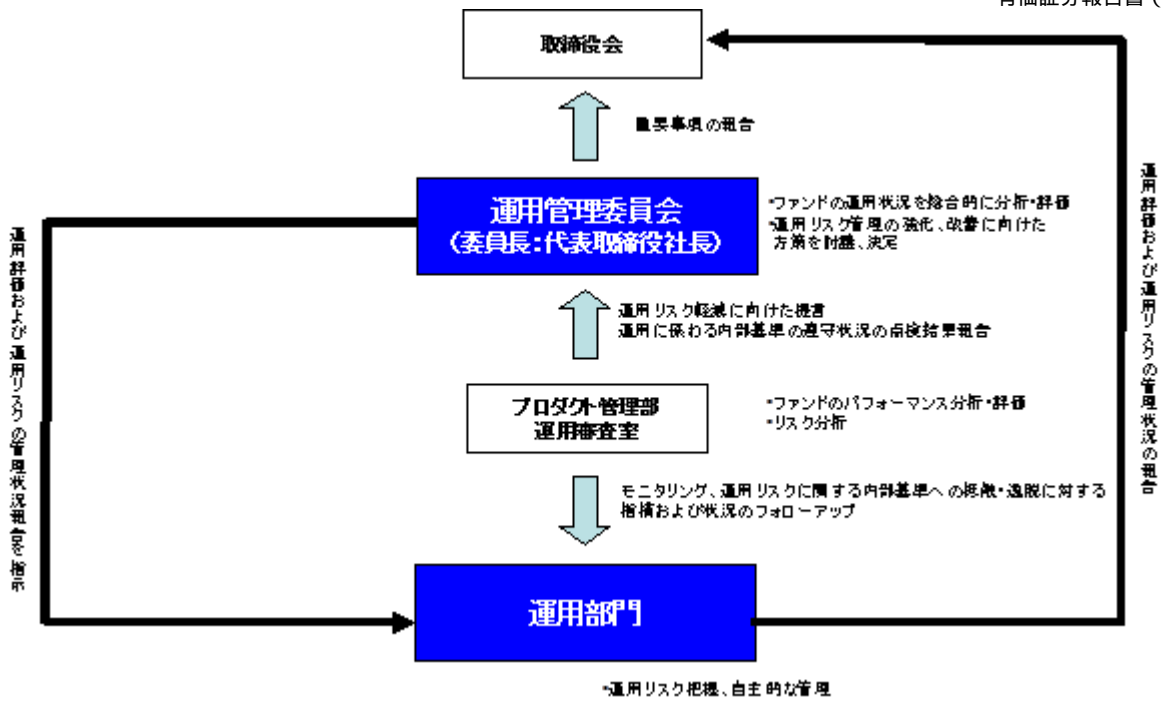 有価証券報告書(
取締役会
重要事項の報告
運用管理委員会
(委員長:代表取締役社長)
・ファンドの運用状況を総合的に分析・評価
・運用リスク管理の強化、改善に向けた
方策を討議、決定
運用リスク軽減に向けた提言
運用に係わる内部基準の遵守状況の点検結果報告
プロダクト管理部
運用審査室
・ファンドのパフォーマンス分析・評価
・リスク分析
モニタリング、運用リスクに関する内部基準への抵触・逸脱に対する
指摘および状況のフォローアップ
運用部門
・運用リスク把握、自主的な管理
運用評価および運用リスクの管理状況報告を指示
運用評価および運用リスクの管理状況の報告